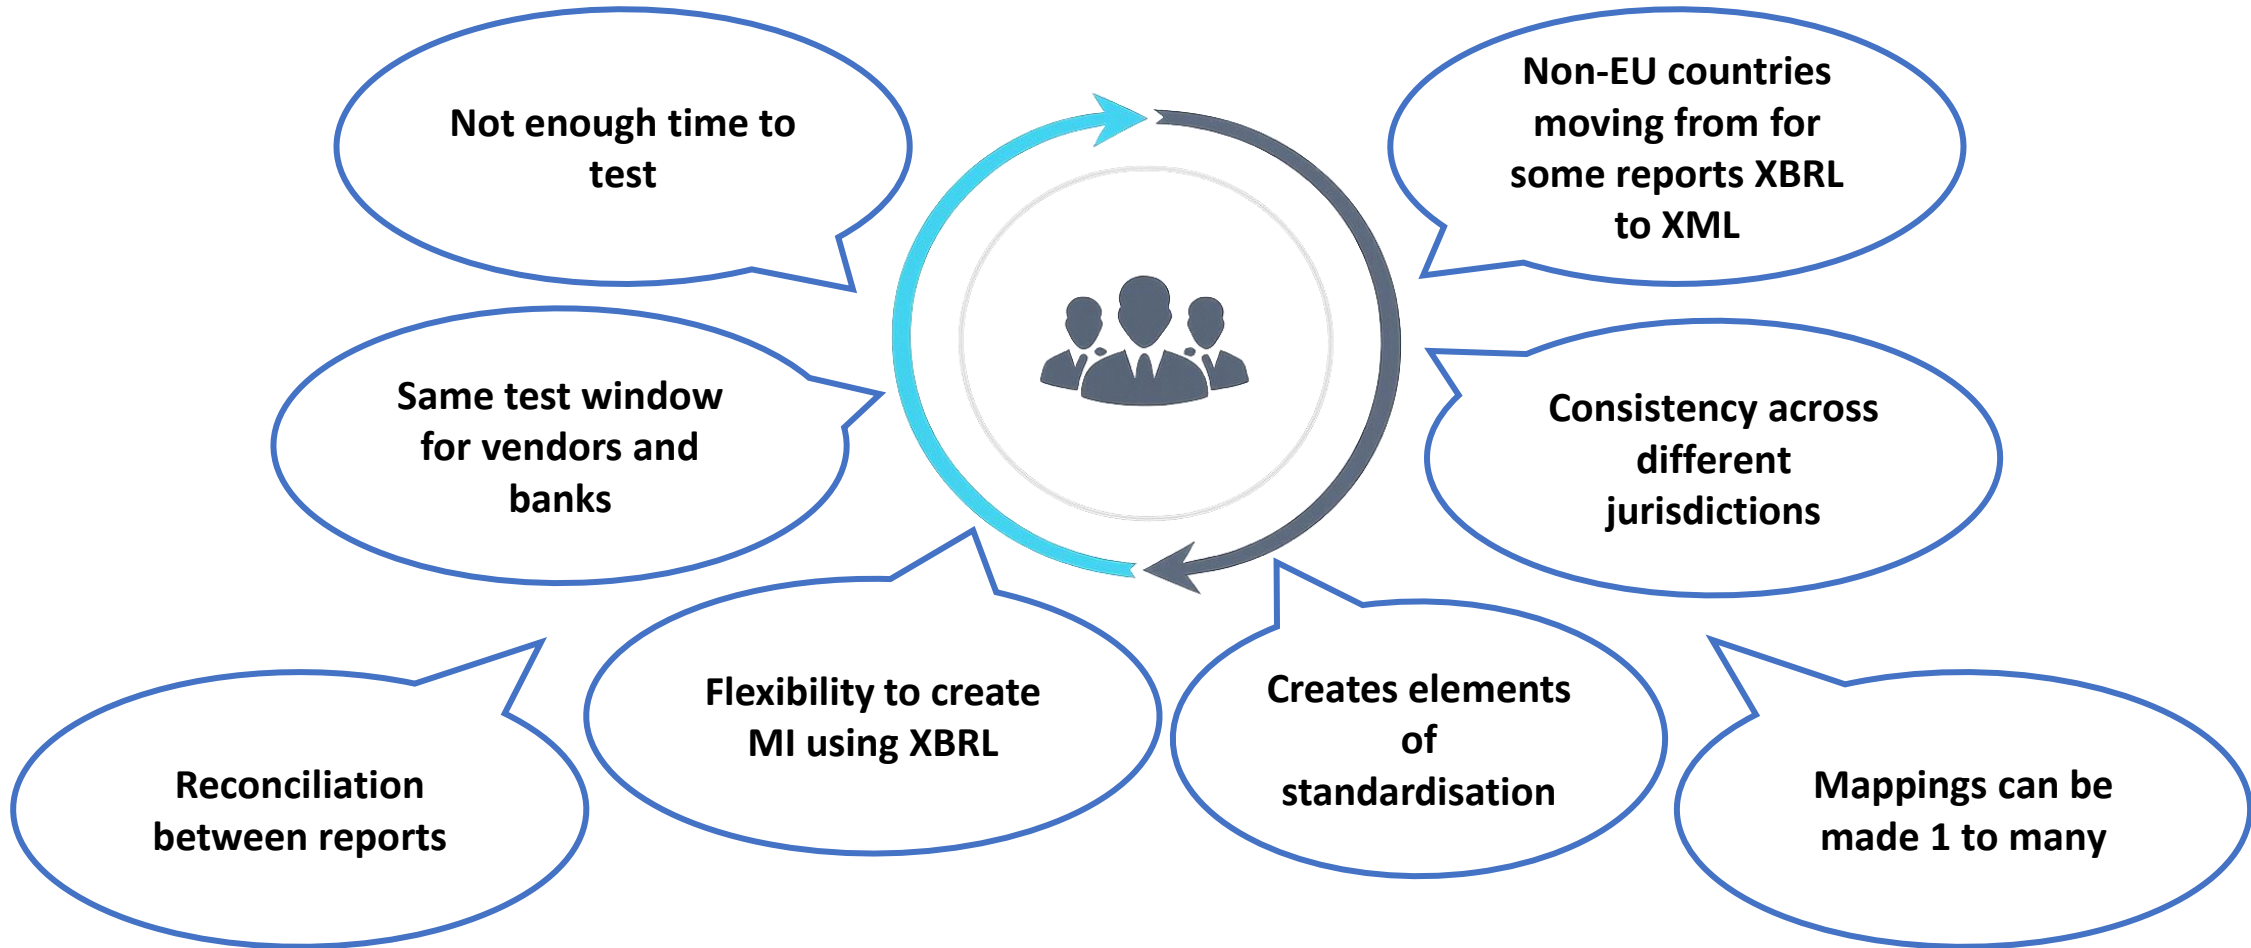 Not enough time to
test
Non-EU countries
moving from for
some reports XBRL
to XML
Same test window
for vendors and
banks
Consistency across
different
jurisdictions
Reconciliation
between reports
Flexibility to create
MI using XBRL
Creates elements
of
standardisation
Mappings can be
made 1 to many